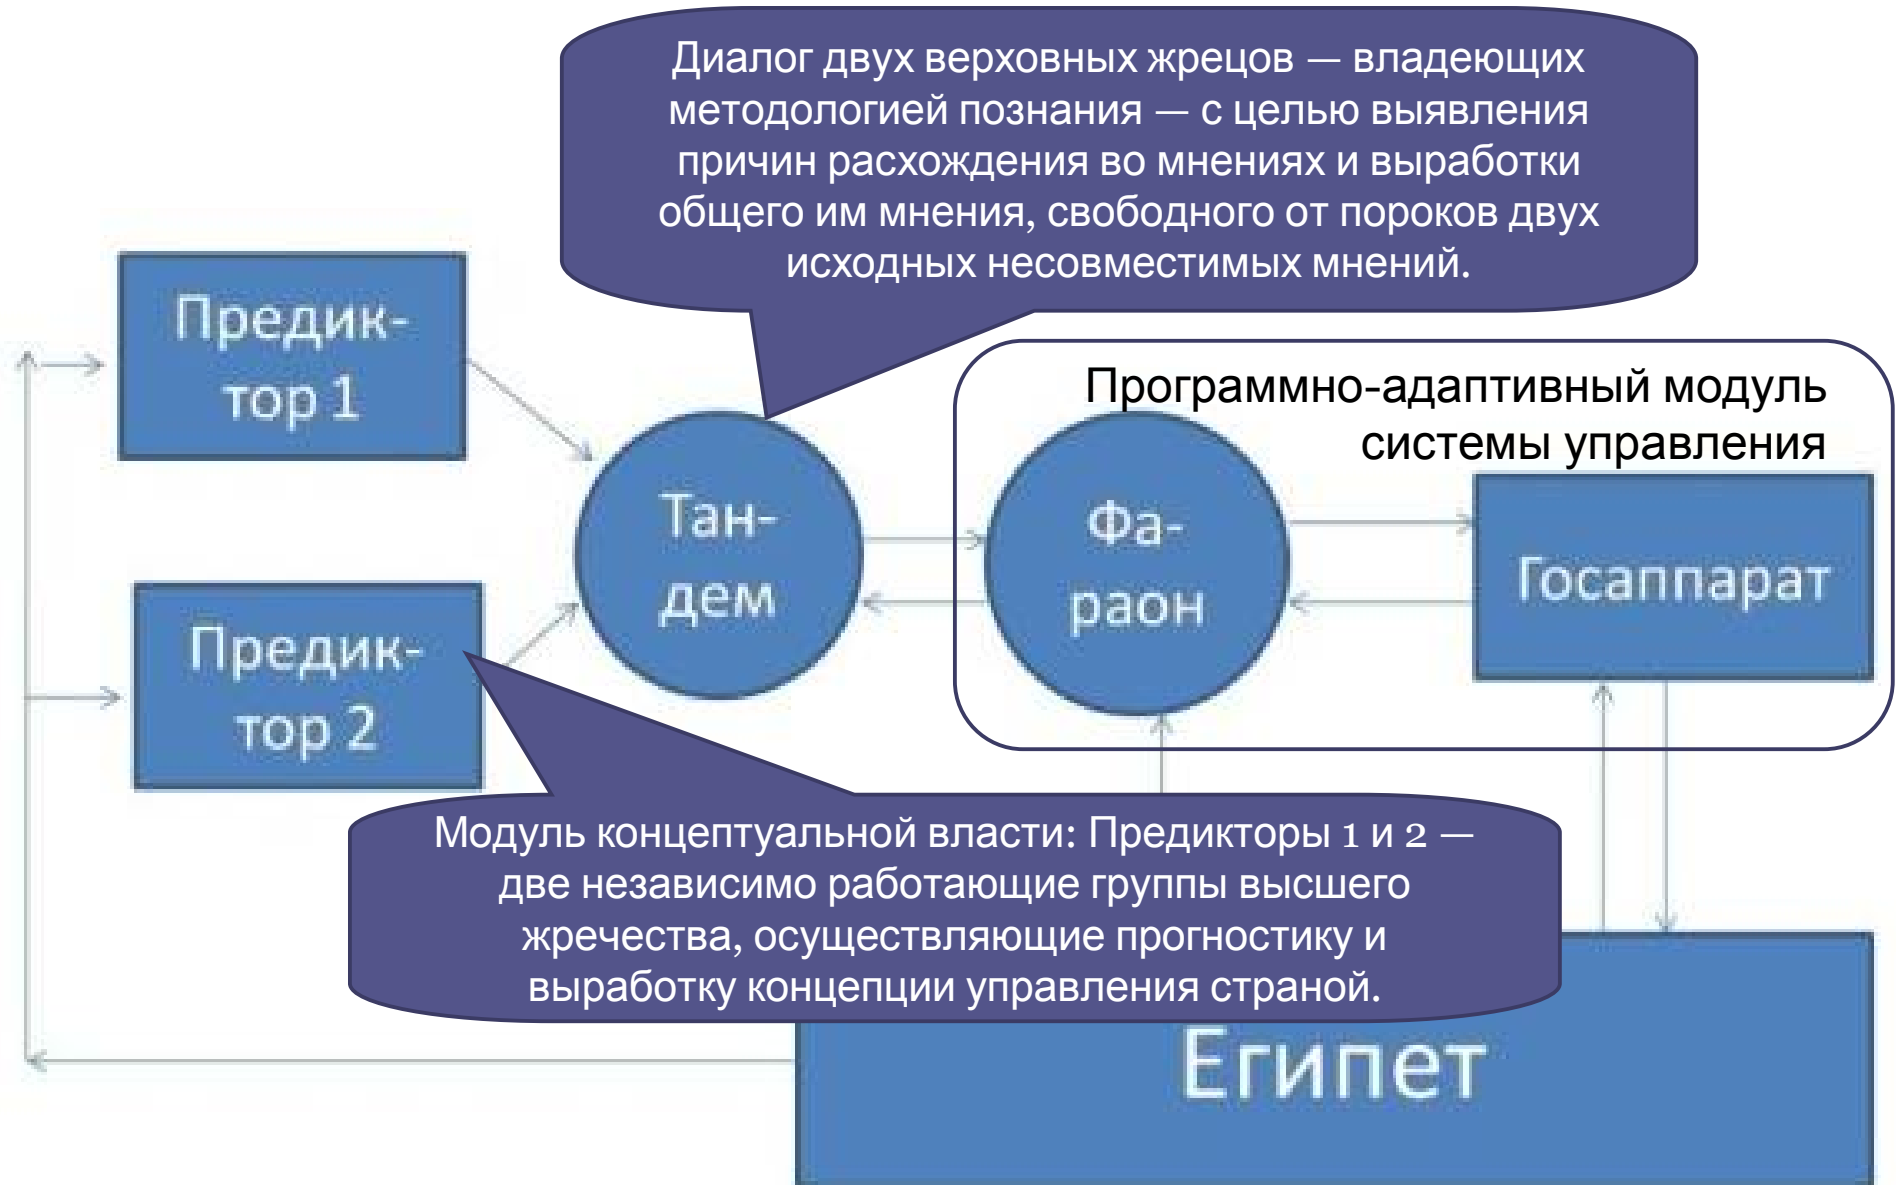 Диалог двух верховных жрецов — владеющих
методологией познания — с целью выявления
причин расхождения во мнениях и выработки
общего им мнения, свободного от пороков двух
исходных несовместимых мнений.
Предик-
тор 1
Программно-адаптивный модуль
системы управления
Тан-
дем
Фа-
раон
Госаппарат
Предик-
тор 2
Модуль концептуальной власти: Предикторы 1 и 2 —
две независимо работающие группы высшего
жречества, осуществляющие прогностику и
выработку концепции управления страной.
Египет